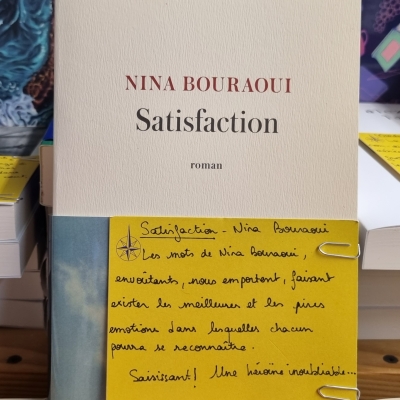 NINA BOURAOUI
Satisfaction
roman
Satisfaction - Nina Bouraoui
Les mots de Nina Bouraoui,
envoûtants, nous emportent, faisant
exister les meilleures et les pires
émotions dans lesquelles chacun
pourra se reconnaître.
Saisissant! Une héroïne inoubliable...